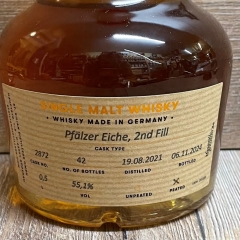 SINGLE MALT WHISKY
• WHISKY MADE IN GERMANY •
Pfälzer Eiche, 2nd Fill
CASK TYPE
2872 42 19.08.2021 06.11.2024
CASK NO. NO. OF BOTTLES DISTILLED BOTTLED
0,5 55,1% X
VOL UNPEATED PEATED